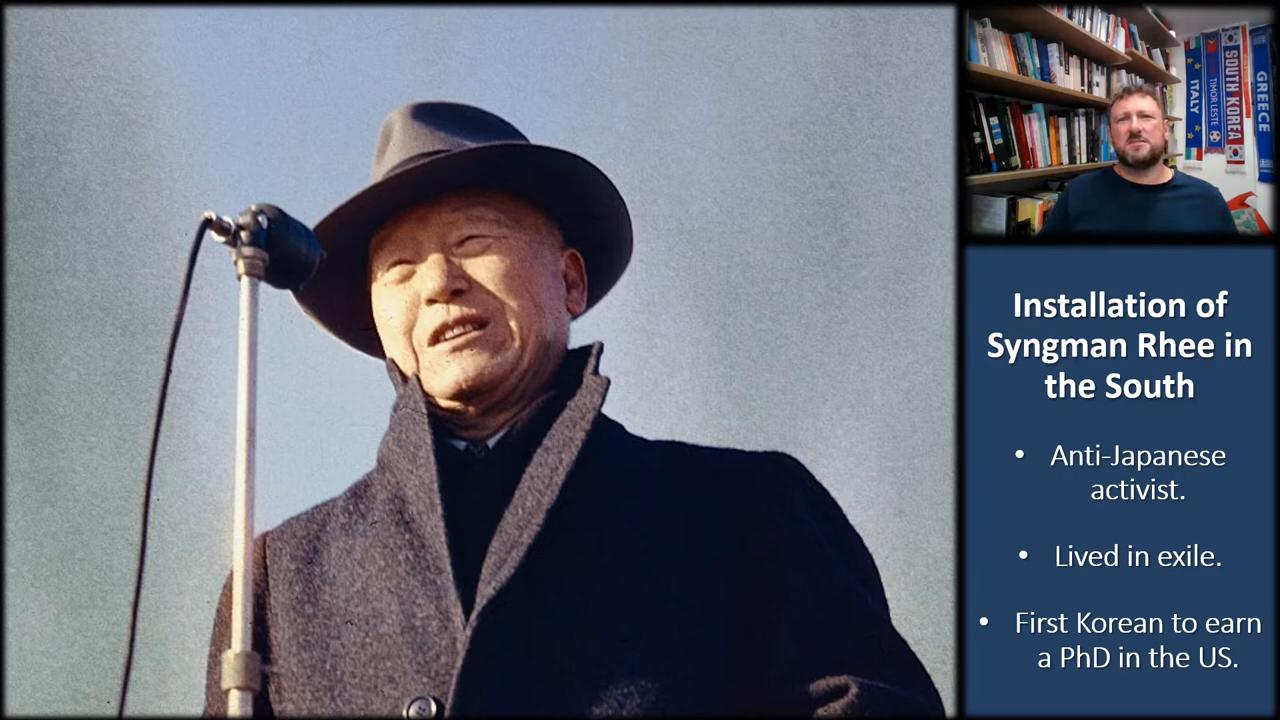 ITALY
TIMOR LESTE
SOUTH KOREA
GREECE
Installation of
Syngman Rhee in
the South
• Anti-Japanese
activist.
• Lived in exile.
• First Korean to earn
a PhD in the US.